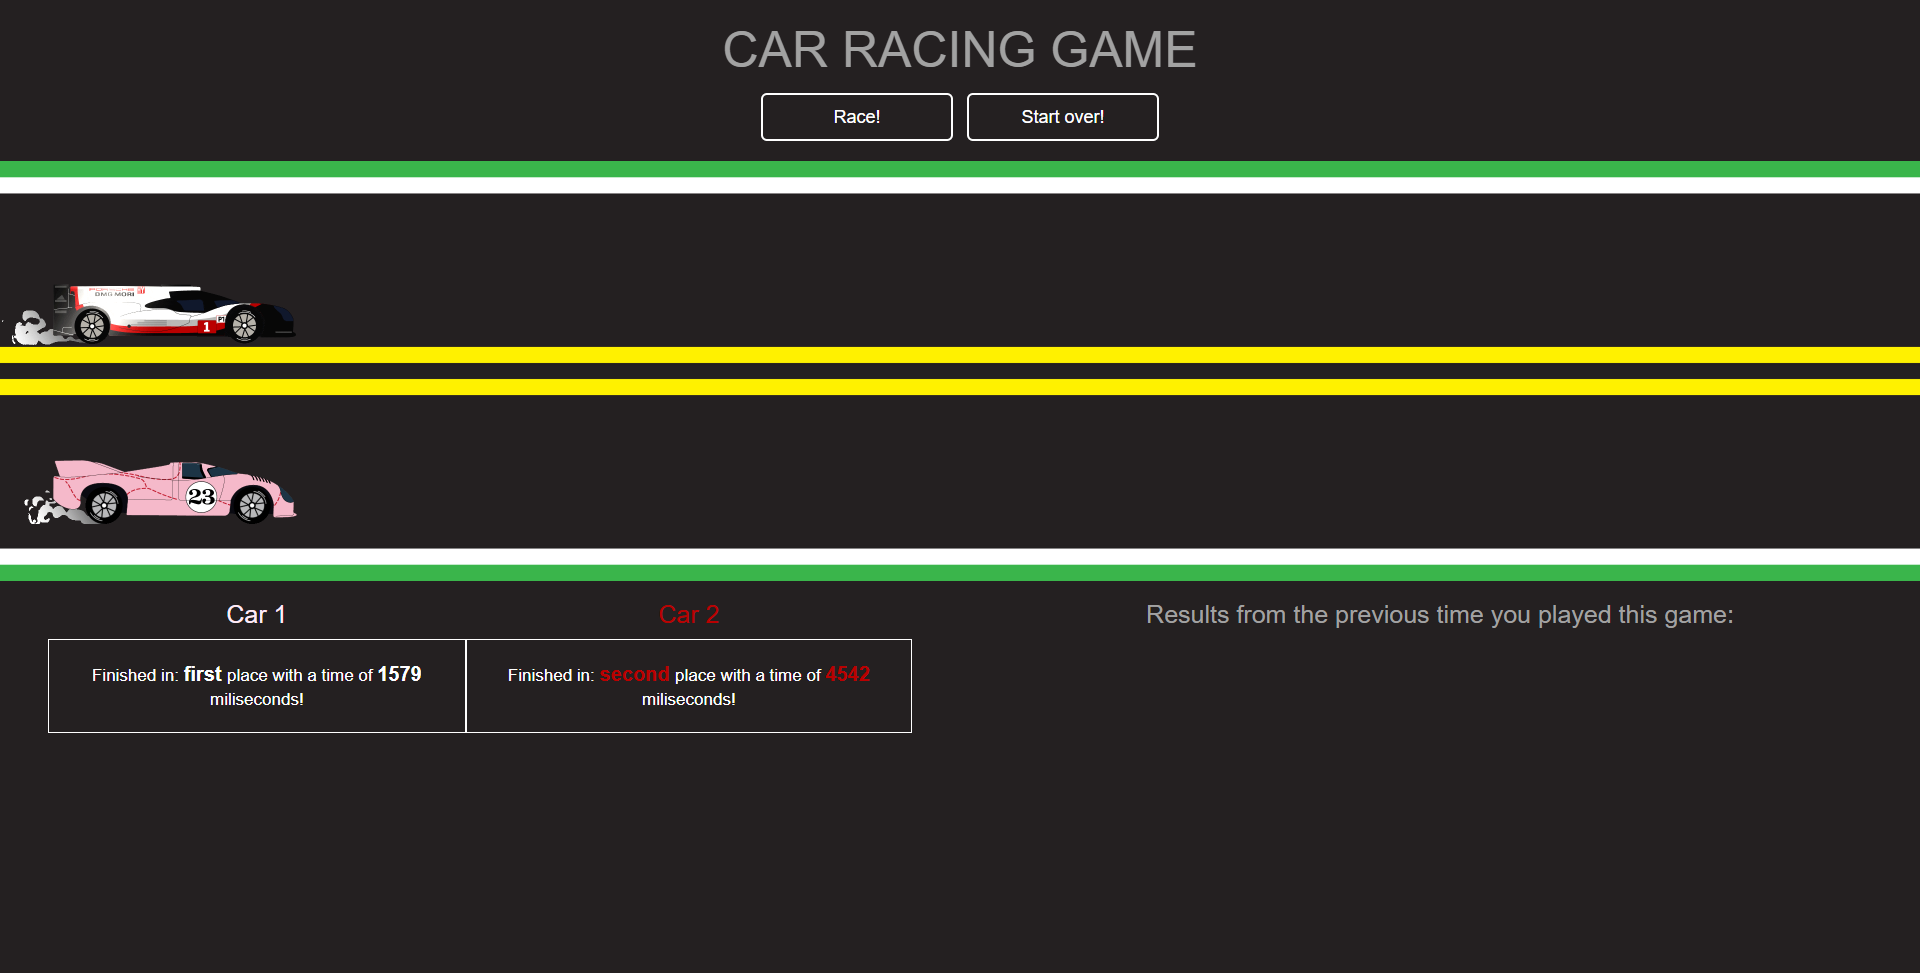 CAR RACING GAME
Race!
Start over!
DMG MORI
1
P1
23
Car 1
Car 2
Results from the previous time you played this game:
Finished in: first place with a time of 1579
miliseconds!
Finished in: second place with a time of 4542
miliseconds!